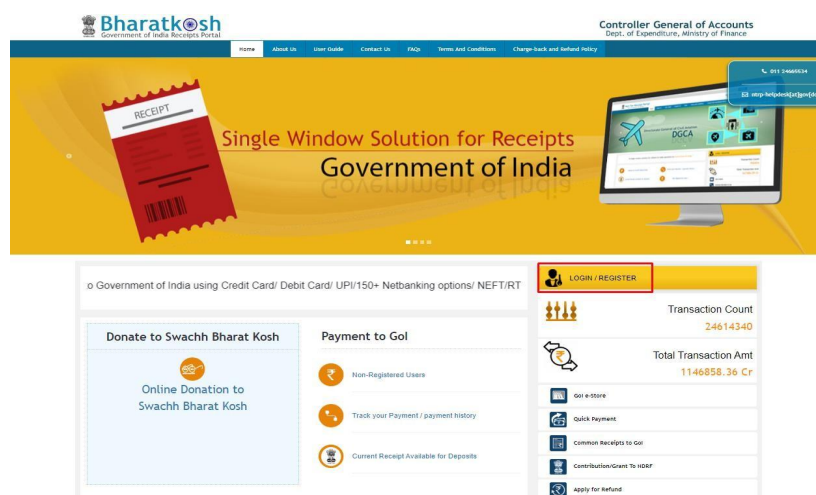 Bharatkosh
Government of India Receipts Portal
Controller General of Accounts
Dept. of Expenditure, Ministry of Finance
Home About Us User Guide Contact Us FAQs Terms And Conditions Charge-back and Refund Policy
011 24665534
ntrp-helpdesk[at]gov[do
RECEIPT
Single Window Solution for Receipts
Government of India
DGCA
o Government of India using Credit Card/ Debit Card/ UPI/150+ Netbanking options/ NEFT/RT
LOGIN / REGISTER
Transaction Count
24614340
Total Transaction Amt
1146858.36 Cr
Donate to Swachh Bharat Kosh
Online Donation to
Swachh Bharat Kosh
Payment to GoI
Non-Registered Users
Track your Payment / payment history
Current Receipt Available for Deposits
GoI e-Store
Quick Payment
Common Receipts to GoI
Contribution/Grant To NDRF
Apply for Refund